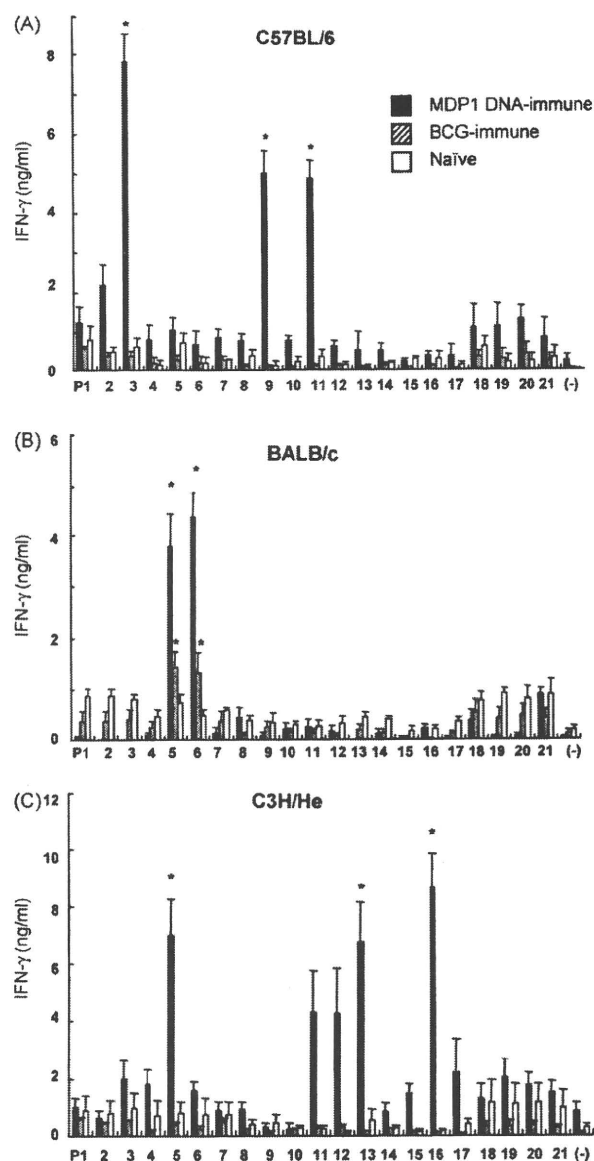 (A)
C57BL/6
*
*
*
MDP1 DNA-immune
BCG-immune
Naïve
IFN-γ (ng/ml)
8
6
4
2
0
P1 2 3 4 5 6 7 8 9 10 11 12 13 14 15 16 17 18 19 20 21 (-)
(B)
BALB/c
*
*
*
*
IFN-γ (ng/ml)
6
4
2
0
P1 2 3 4 5 6 7 8 9 10 11 12 13 14 15 16 17 18 19 20 21 (-)
(C)
C3H/He
*
*
*
IFN-γ (ng/ml)
12
10
8
6
4
2
0
P1 2 3 4 5 6 7 8 9 10 11 12 13 14 15 16 17 18 19 20 21 (-)